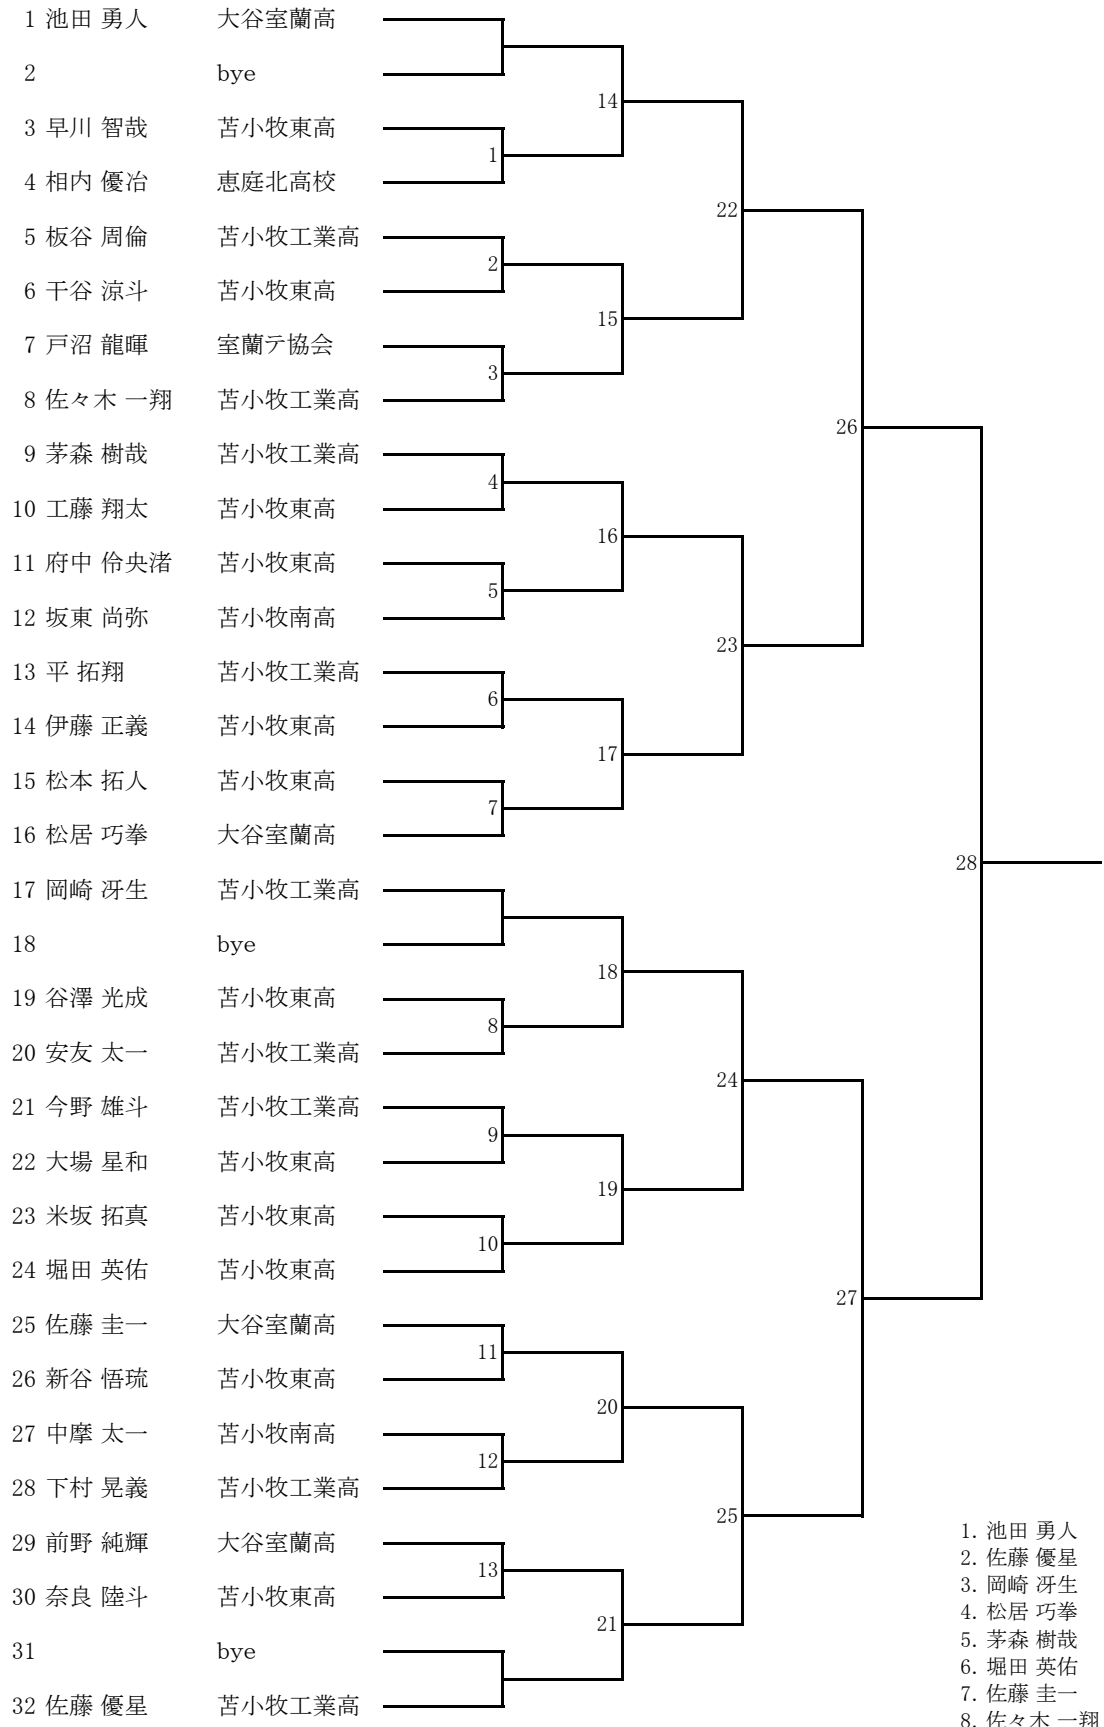 1 池田 勇人 大谷室蘭高
2 bye
14
3 早川 智哉 苫小牧東高
1
4 相内 優冶 恵庭北高校
22
5 板谷 周倫 苫小牧工業高
2
6 干谷 涼斗 苫小牧東高
15
7 戸沼 龍暉 室蘭テ協会
3
8 佐々木 一翔 苫小牧工業高
26
9 茅森 樹哉 苫小牧工業高
4
10 工藤 翔太 苫小牧東高
16
11 府中 伶央渚 苫小牧東高
5
12 坂東 尚弥 苫小牧南高
23
13 平 拓翔 苫小牧工業高
6
14 伊藤 正義 苫小牧東高
17
15 松本 拓人 苫小牧東高
7
16 松居 巧拳 大谷室蘭高
28
17 岡崎 冴生 苫小牧工業高
18 bye
18
19 谷澤 光成 苫小牧東高
8
20 安友 太一 苫小牧工業高
24
21 今野 雄斗 苫小牧工業高
9
22 大場 星和 苫小牧東高
19
23 米坂 拓真 苫小牧東高
10
24 堀田 英佑 苫小牧東高
27
25 佐藤 圭一 大谷室蘭高
11
26 新谷 悟琉 苫小牧東高
20
27 中摩 太一 苫小牧南高
12
28 下村 晃義 苫小牧工業高
25
29 前野 純輝 大谷室蘭高
13
30 奈良 陸斗 苫小牧東高
21
31 bye
32 佐藤 優星 苫小牧工業高
1. 池田 勇人
2. 佐藤 優星
3. 岡崎 冴生
4. 松居 巧拳
5. 茅森 樹哉
6. 堀田 英佑
7. 佐藤 圭一
8. 佐々木 一翔